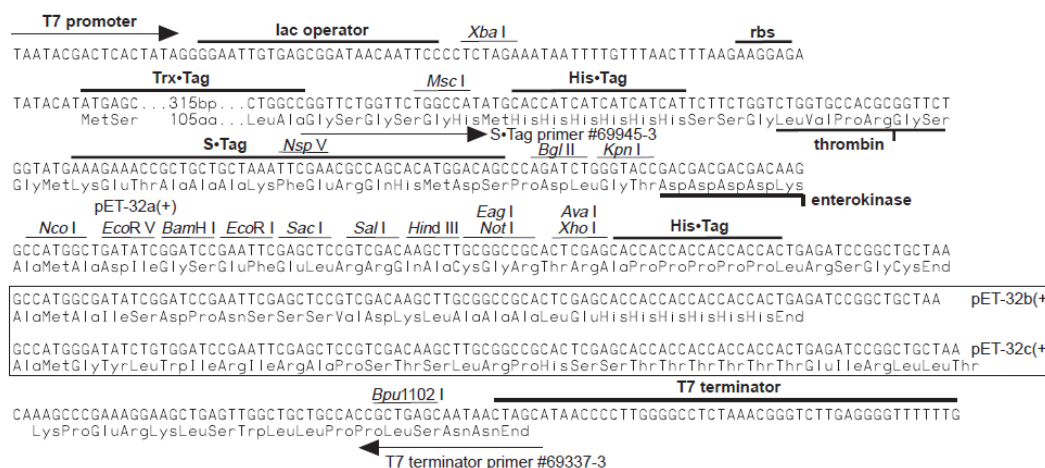 T7 promoter lac operator Xba I rbs
TAATACGACTCACTATAGGGGAATTGTGAGCGGATAACAATTCCCCTCTAGAAATAATTTTGTTTAACTTTAAGAAGGAGA
Trx•Tag Msc I His•Tag
TATACATATGAGC...315bp...CTGGCCGGTTCTGGTTCTGGCCATATGCACCATCATCATCATCATTCTTCTGGTCTGGTGCCACGCGGTTCT
MetSer 105aa LeuAlaGlySerGlySerGlyHisMetHisHisHisHisHisHisSerSerGlyLeuValProArgGlySer
S•Tag primer #69945-3
S•Tag Nsp V Bgl II Kpn I thrombin
GGTATGAAAGAAACCGCTGCTGCTAAATTCGAACGCCAGCACATGGACAGCCCAGATCTGGGTACCGACGACGACGACAAG
GlyMetLysGluThrAlaAlaAlaLysPheGluArgGlnHisMetAspSerProAspLeuGlyThrAspAspAspAspLys
enterokinase
pET-32a(+)
Nco I EcoR V BamH I EcoR I Sac I Sal I Hind III Eag I Not I Ava I Xho I His•Tag
GCCATGGCTGATATCGGATCCGAATTCGAGCTCCGTCGACAAGCTTGCGGCCGCACTCGAGCACCACCACCACCACCACTGAGATCCGGCTGCTAA
AlaMetAlaAspIleGlySerGluPheGluLeuArgArgGlnAlaCysGlyArgThrArgAlaProProProProProLeuArgSerGlyCysEnd
GCCATGGCGATATCGGATCCGAATTCGAGCTCCGTCGACAAGCTTGCGGCCGCACTCGAGCACCACCACCACCACCACTGAGATCCGGCTGCTAA pET-32b(+
AlaMetAlaIleSerAspProAsnSerSerSerValAspLysLeuAlaAlaAlaLeuGluHisHisHisHisHisHisEnd
GCCATGGGATATCTGTGGATCCGAATTCGAGCTCCGTCGACAAGCTTGCGGCCGCACTCGAGCACCACCACCACCACCACTGAGATCCGGCTGCTAA pET-32c(+
AlaMetGlyTyrLeuTrpIleArgIleArgAlaProSerThrSerLeuArgProHisSerSerThrThrThrThrThrThrGluIleArgLeuLeuThr
Bpu1102 I T7 terminator
CAAAGCCCGAAAGGAAGCTGAGTTGGCTGCTGCCACCGCTGAGCAATAACTAGCATAACCCCTTGGGGCCTCTAAACGGGTCTTGAGGGGTTTTTTG
LysProGluArgLysLeuSerTrpLeuLeuProProLeuSerAsnAsnEnd
T7 terminator primer #69337-3